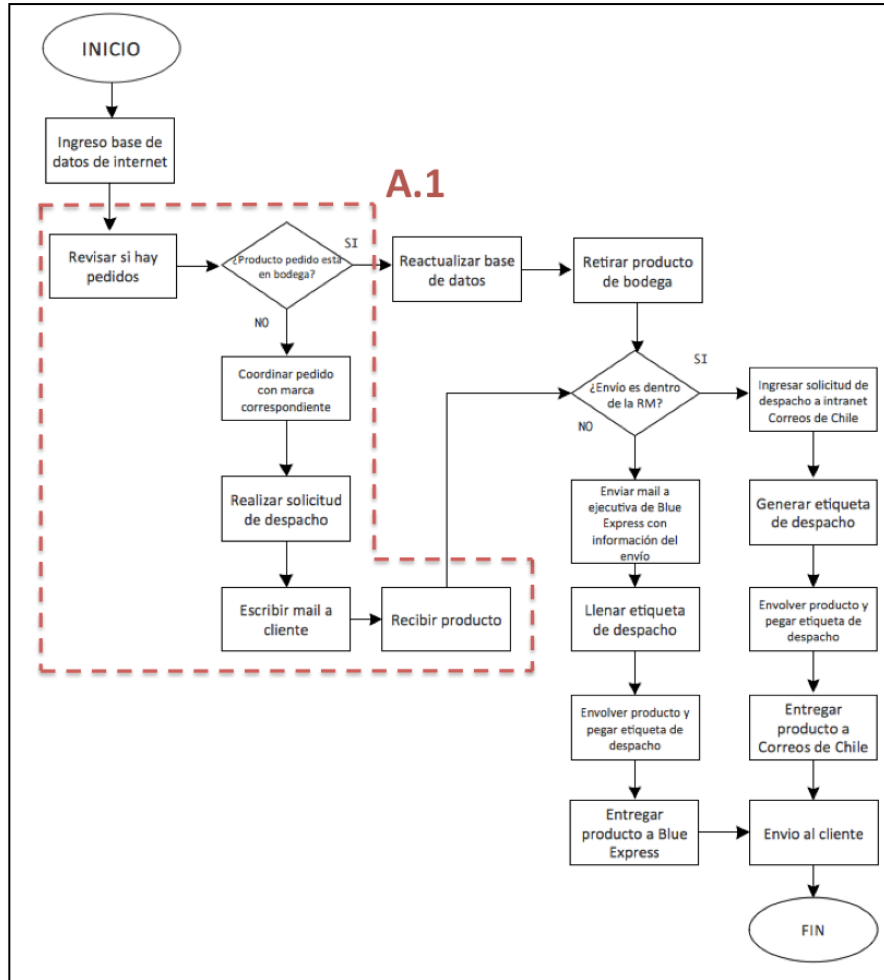 INICIO
Ingreso base de
datos de internet
A.1
Revisar si hay
pedidos
¿Producto pedido está
en bodega?
SI
Reactualizar base
de datos
Retirar producto
de bodega
NO
Coordinar pedido
con marca
correspondiente
¿Envío es dentro
de la RM?
SI
NO
Ingresar solicitud de
despacho a intranet
Correos de Chile
Realizar solicitud
de despacho
Enviar mail a
ejecutiva de Blue
Express con
información del
envío
Generar etiqueta
de despacho
Escribir mail a
cliente
Recibir producto
Llenar etiqueta
de despacho
Envolver producto y
pegar etiqueta de
despacho
Envolver producto y
pegar etiqueta de
despacho
Entregar
producto a
Correos de Chile
Entregar
producto a Blue
Express
Envio al cliente
FIN